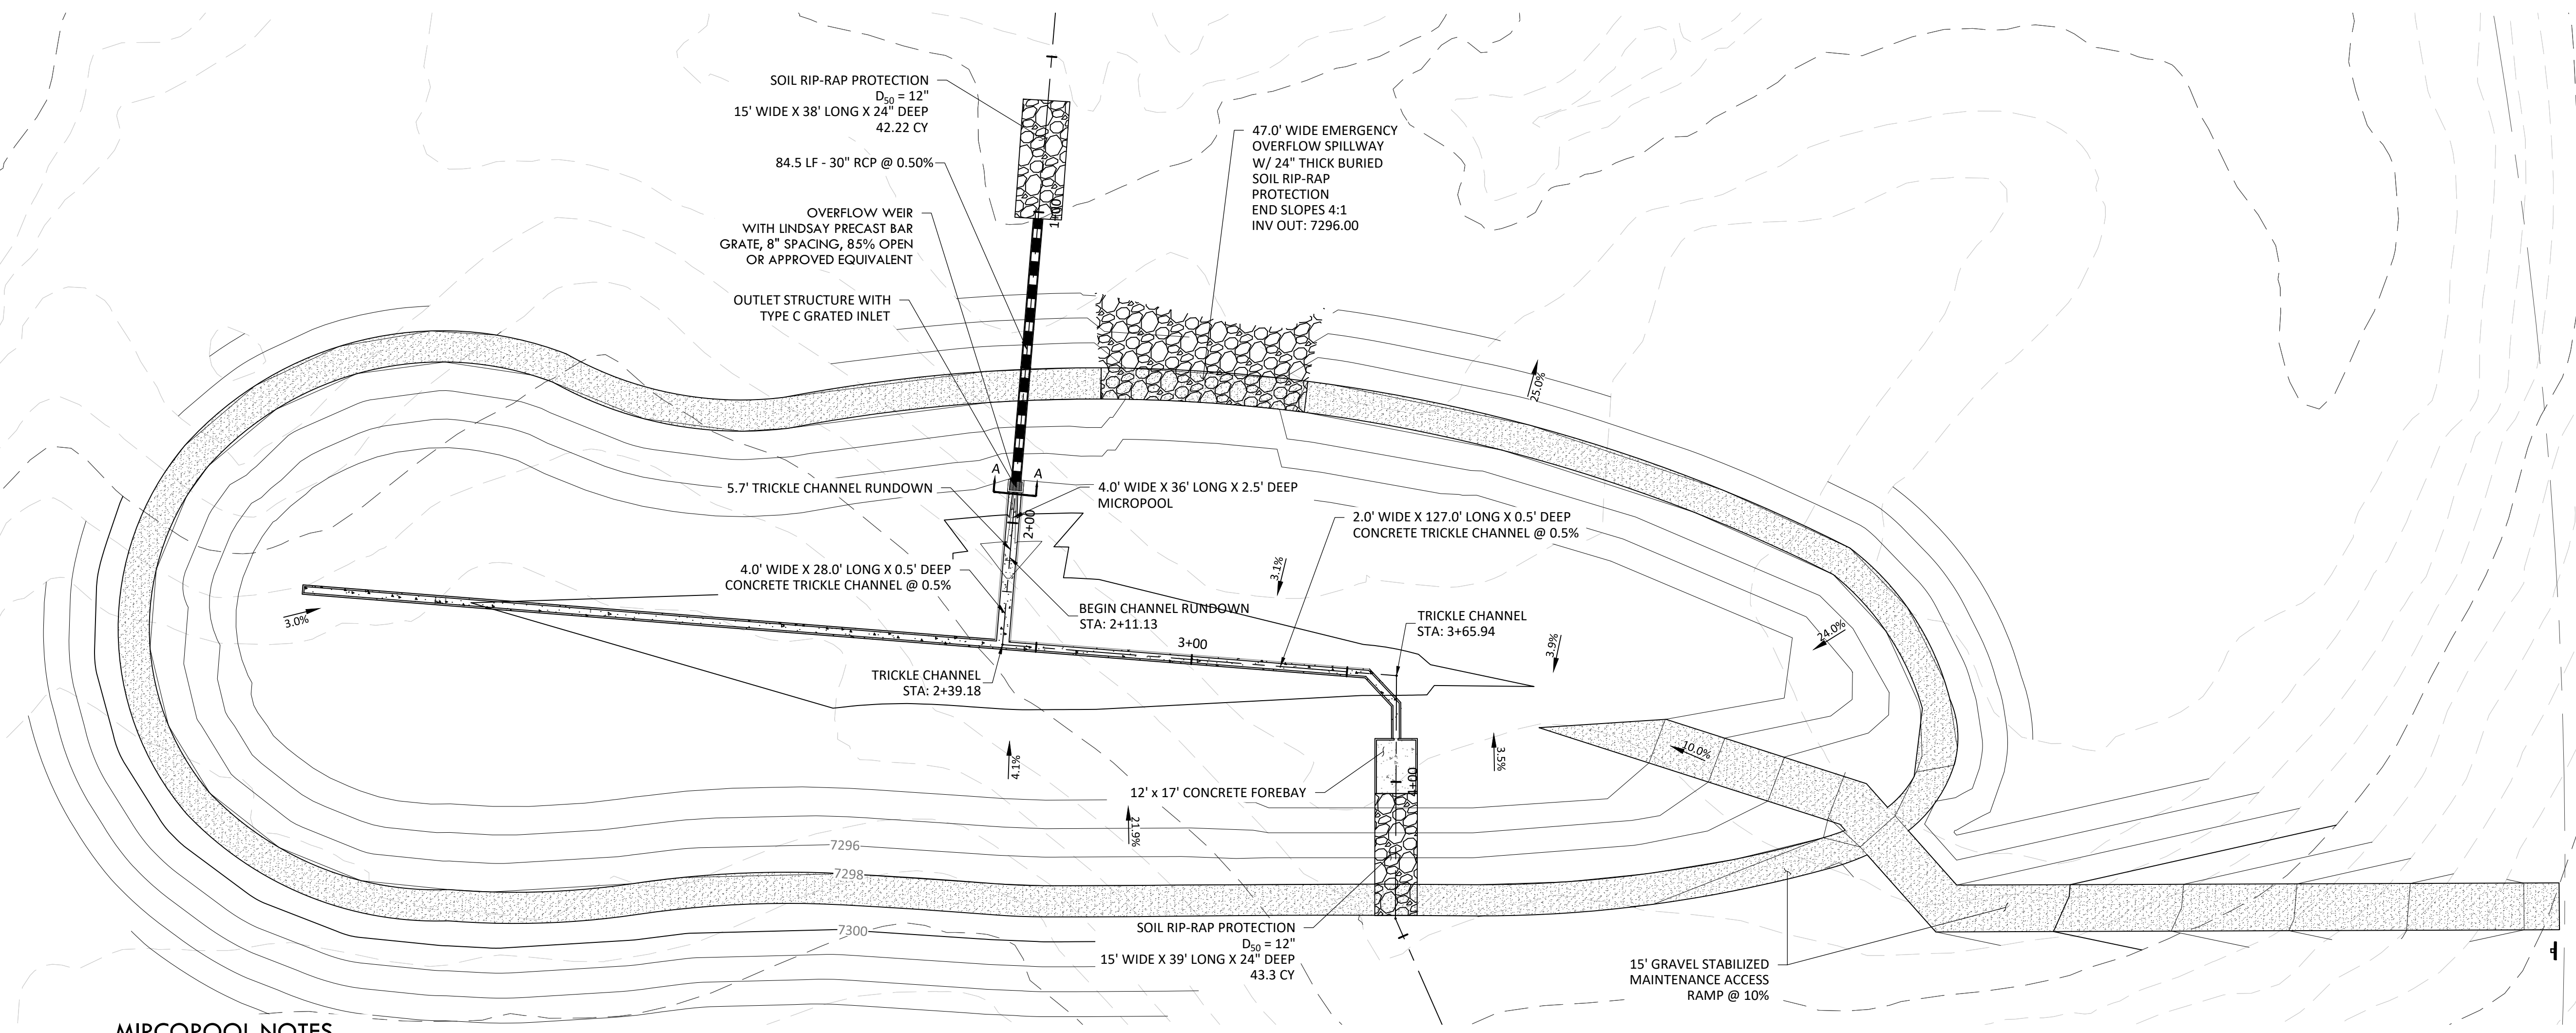 SOIL RIP-RAP PROTECTION
D50 = 12"
15' WIDE X 38' LONG X 24" DEEP
42.22 CY
84.5 LF - 30" RCP @ 0.50%
OVERFLOW WEIR
WITH LINDSAY PRECAST BAR
GRATE, 8" SPACING, 85% OPEN
OR APPROVED EQUIVALENT
OUTLET STRUCTURE WITH
TYPE C GRATED INLET
47.0' WIDE EMERGENCY
OVERFLOW SPILLWAY
W/ 24" THICK BURIED
SOIL RIP-RAP
PROTECTION
END SLOPES 4:1
INV OUT: 7296.00
1+00
25.0%
A
A
5.7' TRICKLE CHANNEL RUNDOWN
4.0' WIDE X 36' LONG X 2.5' DEEP
MICROPOOL
2+00
2.0' WIDE X 127.0' LONG X 0.5' DEEP
CONCRETE TRICKLE CHANNEL @ 0.5%
4.0' WIDE X 28.0' LONG X 0.5' DEEP
CONCRETE TRICKLE CHANNEL @ 0.5%
3.1%
BEGIN CHANNEL RUNDOWN
STA: 2+11.13
TRICKLE CHANNEL
STA: 3+65.94
3.0%
3+00
3.9%
24.0%
TRICKLE CHANNEL
STA: 2+39.18
4.1%
3.5%
10.0%
12' x 17' CONCRETE FOREBAY
4+00
21.9%
7296
7298
7300
SOIL RIP-RAP PROTECTION
D50 = 12"
15' WIDE X 39' LONG X 24" DEEP
43.3 CY
15' GRAVEL STABILIZED
MAINTENANCE ACCESS
RAMP @ 10%
MIRCOPOOL NOTES